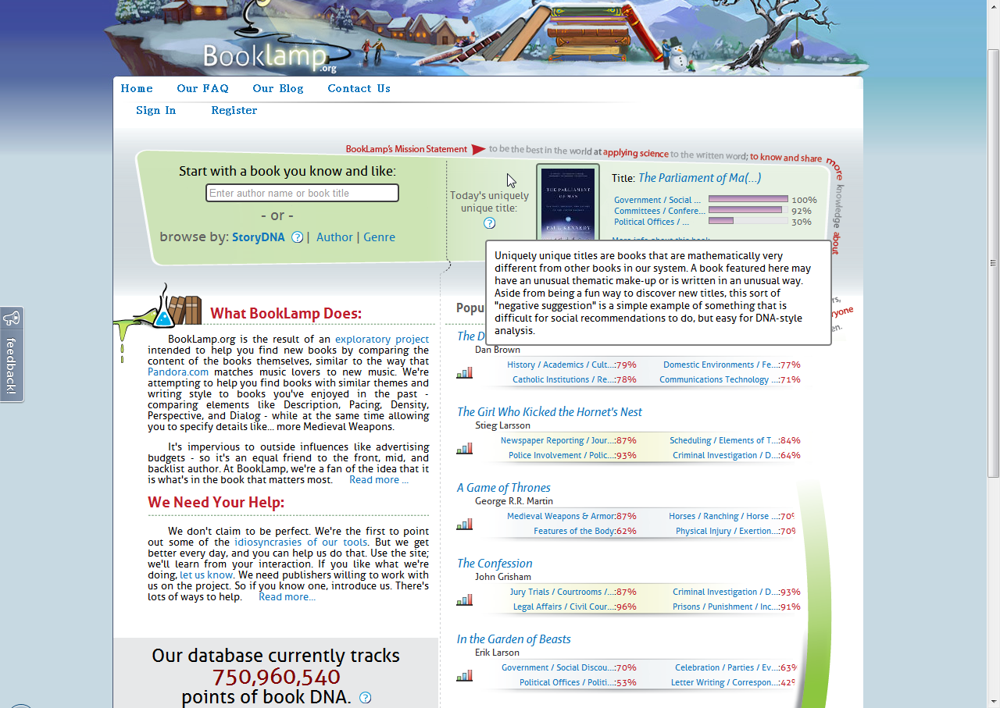 Booklamp.org
Home Our FAQ Our Blog Contact Us
Sign In Register
BookLamp's Mission Statement to be the best in the world at applying science to the written word; to know and share more knowledge about
Start with a book you know and like:
Enter author name or book title
- or -
browse by: StoryDNA ? | Author | Genre
Today's uniquely
unique title:
?
THE PARLIAMENT
OF MAN
PAUL KENNEDY
Title: The Parliament of Ma(...)
Government / Social ... 100%
Committees / Confere... 92%
Political Offices / ... 30%
More info about this book
Uniquely unique titles are books that are mathematically very
different from other books in our system. A book featured here may
have an unusual thematic make-up or is written in an unusual way.
Aside from being a fun way to discover new titles, this sort of
"negative suggestion" is a simple example of something that is
difficult for social recommendations to do, but easy for DNA-style
analysis.
feedback!
What BookLamp Does:
BookLamp.org is the result of an exploratory project
intended to help you find new books by comparing the
content of the books themselves, similar to the way that
Pandora.com matches music lovers to new music. We're
attempting to help you find books with similar themes and
writing style to books you've enjoyed in the past -
comparing elements like Description, Pacing, Density,
Perspective, and Dialog - while at the same time allowing
you to specify details like... more Medieval Weapons.
It's impervious to outside influences like advertising
budgets - so it's an equal friend to the front, mid, and
backlist author. At BookLamp, we're a fan of the idea that it
is what's in the book that matters most. Read more ...
We Need Your Help:
We don't claim to be perfect. We're the first to point
out some of the idiosyncrasies of our tools. But we get
better every day, and you can help us do that. Use the site;
we'll learn from your interaction. If you like what we're
doing, let us know. We need publishers willing to work with
us on the project. So if you know one, introduce us. There's
lots of ways to help. Read more...
Our database currently tracks
750,960,540
points of book DNA. ?
Popu
The D
Dan Brown
History / Academics / Cult...:79% Domestic Environments / Fe...:77%
Catholic Institutions / Re...:78% Communications Technology ...:71%
The Girl Who Kicked the Hornet's Nest
Stieg Larsson
Newspaper Reporting / Jour...:87% Scheduling / Elements of T...:84%
Police Involvement / Polic...:93% Criminal Investigation / D...:64%
A Game of Thrones
George R.R. Martin
Medieval Weapons & Armor:87% Horses / Ranching / Horse ...:70%
Features of the Body:62% Physical Injury / Exertion...:70%
The Confession
John Grisham
Jury Trials / Courtrooms /...:87% Criminal Investigation / D...:93%
Legal Affairs / Civil Cour...:96% Prisons / Punishment / Inc...:91%
In the Garden of Beasts
Erik Larson
Government / Social Discou...:70% Celebration / Parties / Ev...:63%
Political Offices / Politi...:53% Letter Writing / Correspon...:42%